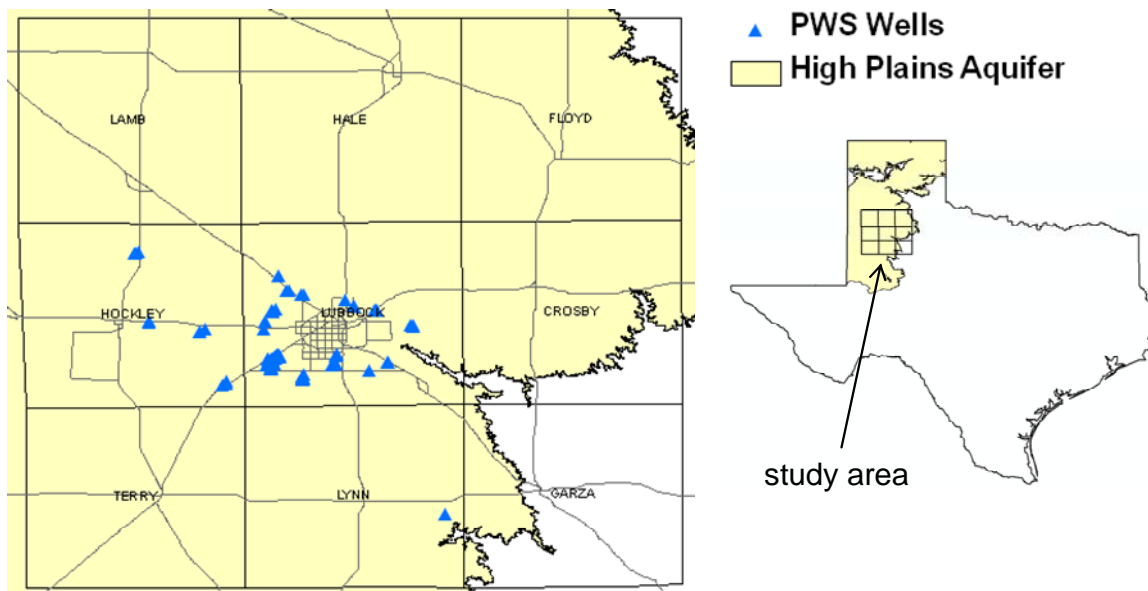 PWS Wells
High Plains Aquifer
LAMB
HALE
FLOYD
HOCKLEY
LUBBOCK
CROSBY
TERRY
LYNN
GARZA
study area